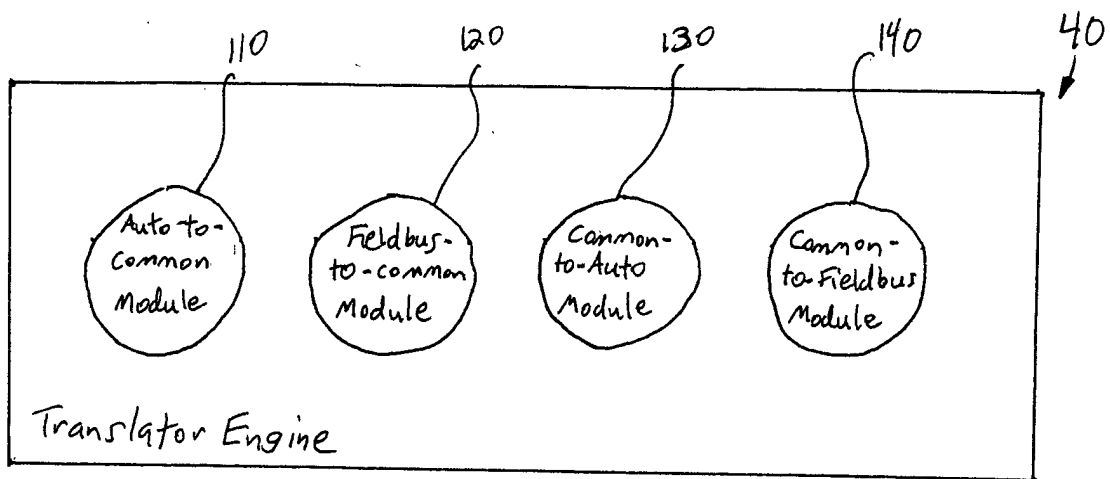 110
120
130
140
40
Auto-to-
common
Module
Fieldbus-
to-common
Module
Common-
to-Auto
Module
Common-
to-Fieldbus
Module
Translator Engine